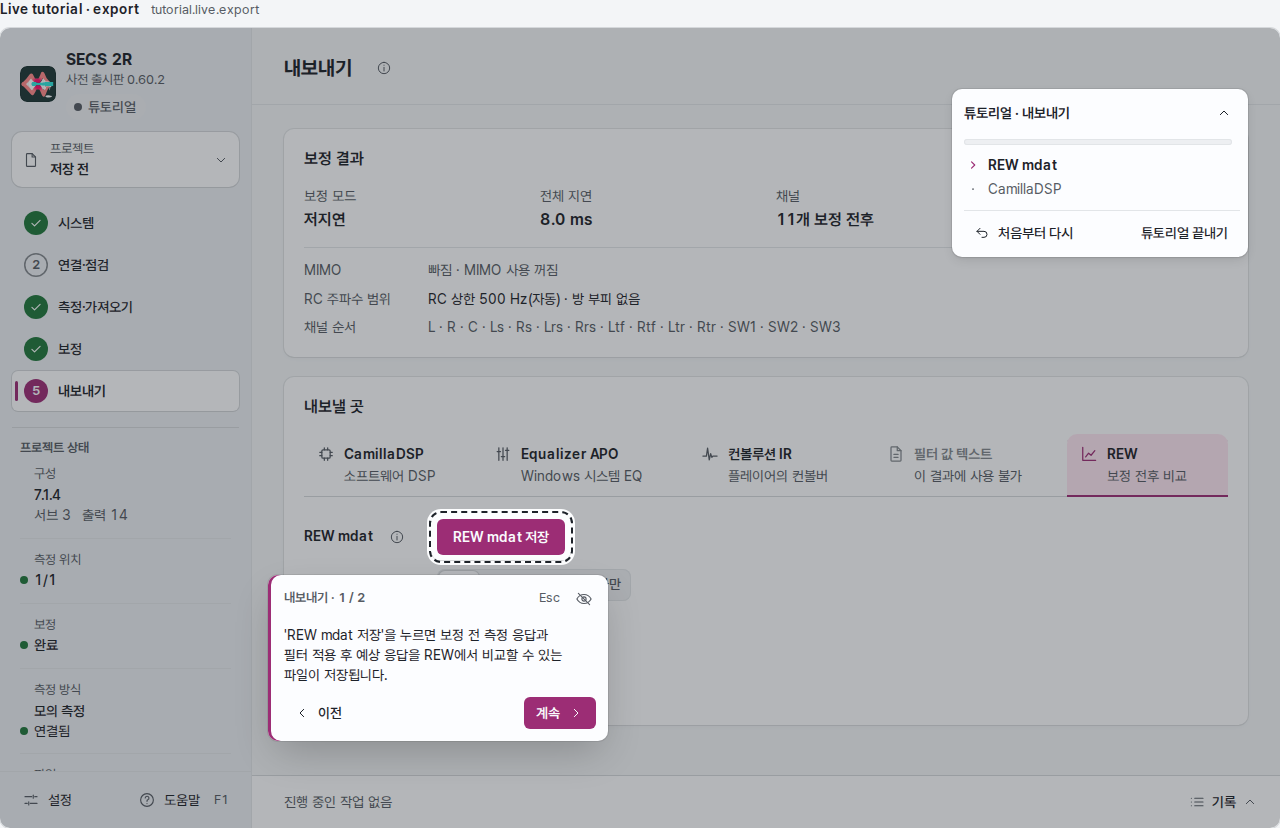 Live tutorial · export tutorial.live.export
SECS 2R
사전 출시판 0.60.2
튜토리얼
프로젝트
저장 전
시스템
2 연결·점검
측정·가져오기
보정
5 내보내기
프로젝트 상태
구성
7.1.4
서브 3 출력 14
측정 위치
1/1
보정
완료
측정 방식
모의 측정
연결됨
설정
도움말 F1
내보내기
보정 결과
보정 모드
저지연
전체 지연
8.0 ms
채널
11개 보정 전후
MIMO 빠짐 · MIMO 사용 꺼짐
RC 주파수 범위 RC 상한 500 Hz(자동) · 방 부피 없음
채널 순서 L · R · C · Ls · Rs · Lrs · Rrs · Ltf · Rtf · Ltr · Rtr · SW1 · SW2 · SW3
내보낼 곳
CamillaDSP
소프트웨어 DSP
Equalizer APO
Windows 시스템 EQ
컨볼루션 IR
플레이어의 컨볼버
필터 값 텍스트
이 결과에 사용 불가
REW
보정 전후 비교
REW mdat
REW mdat 저장
만
내보내기 · 1 / 2 Esc
'REW mdat 저장'을 누르면 보정 전 측정 응답과
필터 적용 후 예상 응답을 REW에서 비교할 수 있는
파일이 저장됩니다.
이전
계속
튜토리얼 · 내보내기
REW mdat
CamillaDSP
처음부터 다시
튜토리얼 끝내기
진행 중인 작업 없음
기록